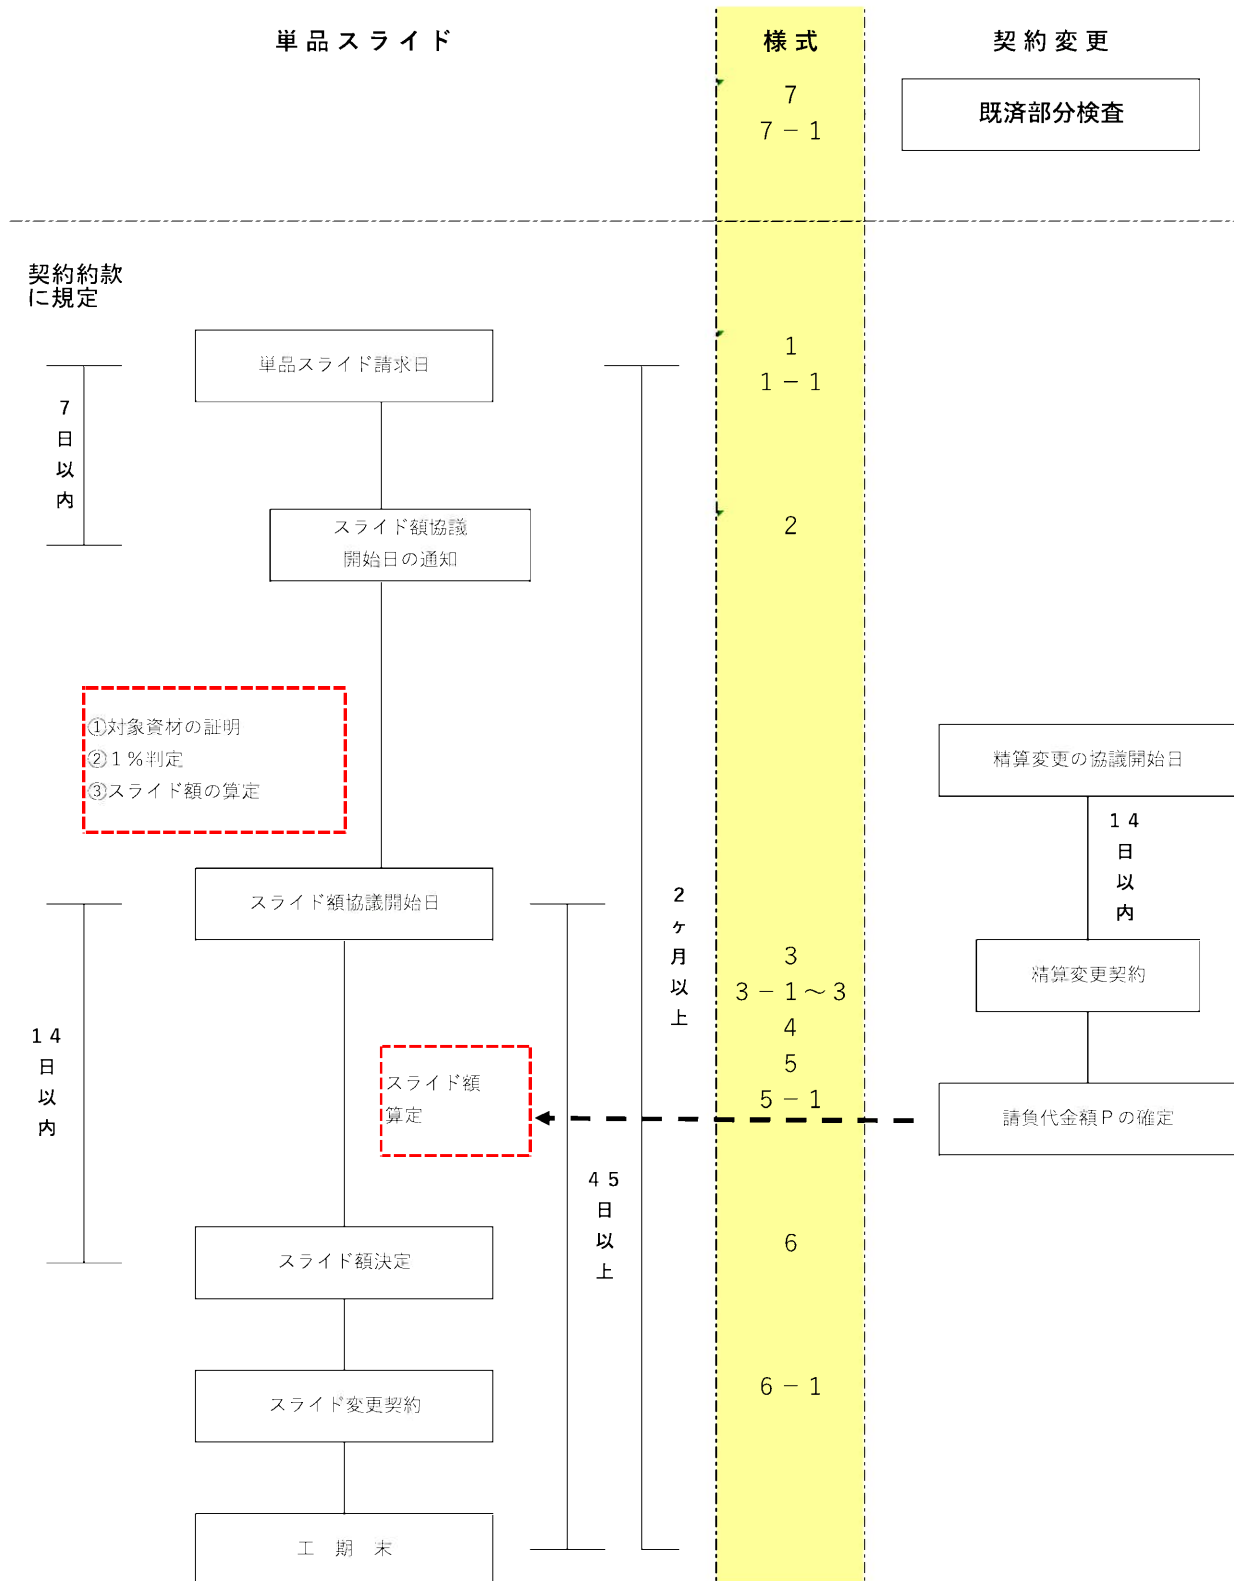 単品スライド
様式
契約変更
7
7－1
既済部分検査
契約約款
に規定
単品スライド請求日
1
1－1
7日以内
スライド額協議
開始日の通知
2
①対象資材の証明
②1％判定
③スライド額の算定
精算変更の協議開始日
14日以内
スライド額協議開始日
2ヶ月以上
3
3－1～3
4
5
5－1
精算変更契約
14日以内
スライド額
算定
請負代金額Pの確定
45日以上
スライド額決定
6
スライド変更契約
6－1
工　期　末